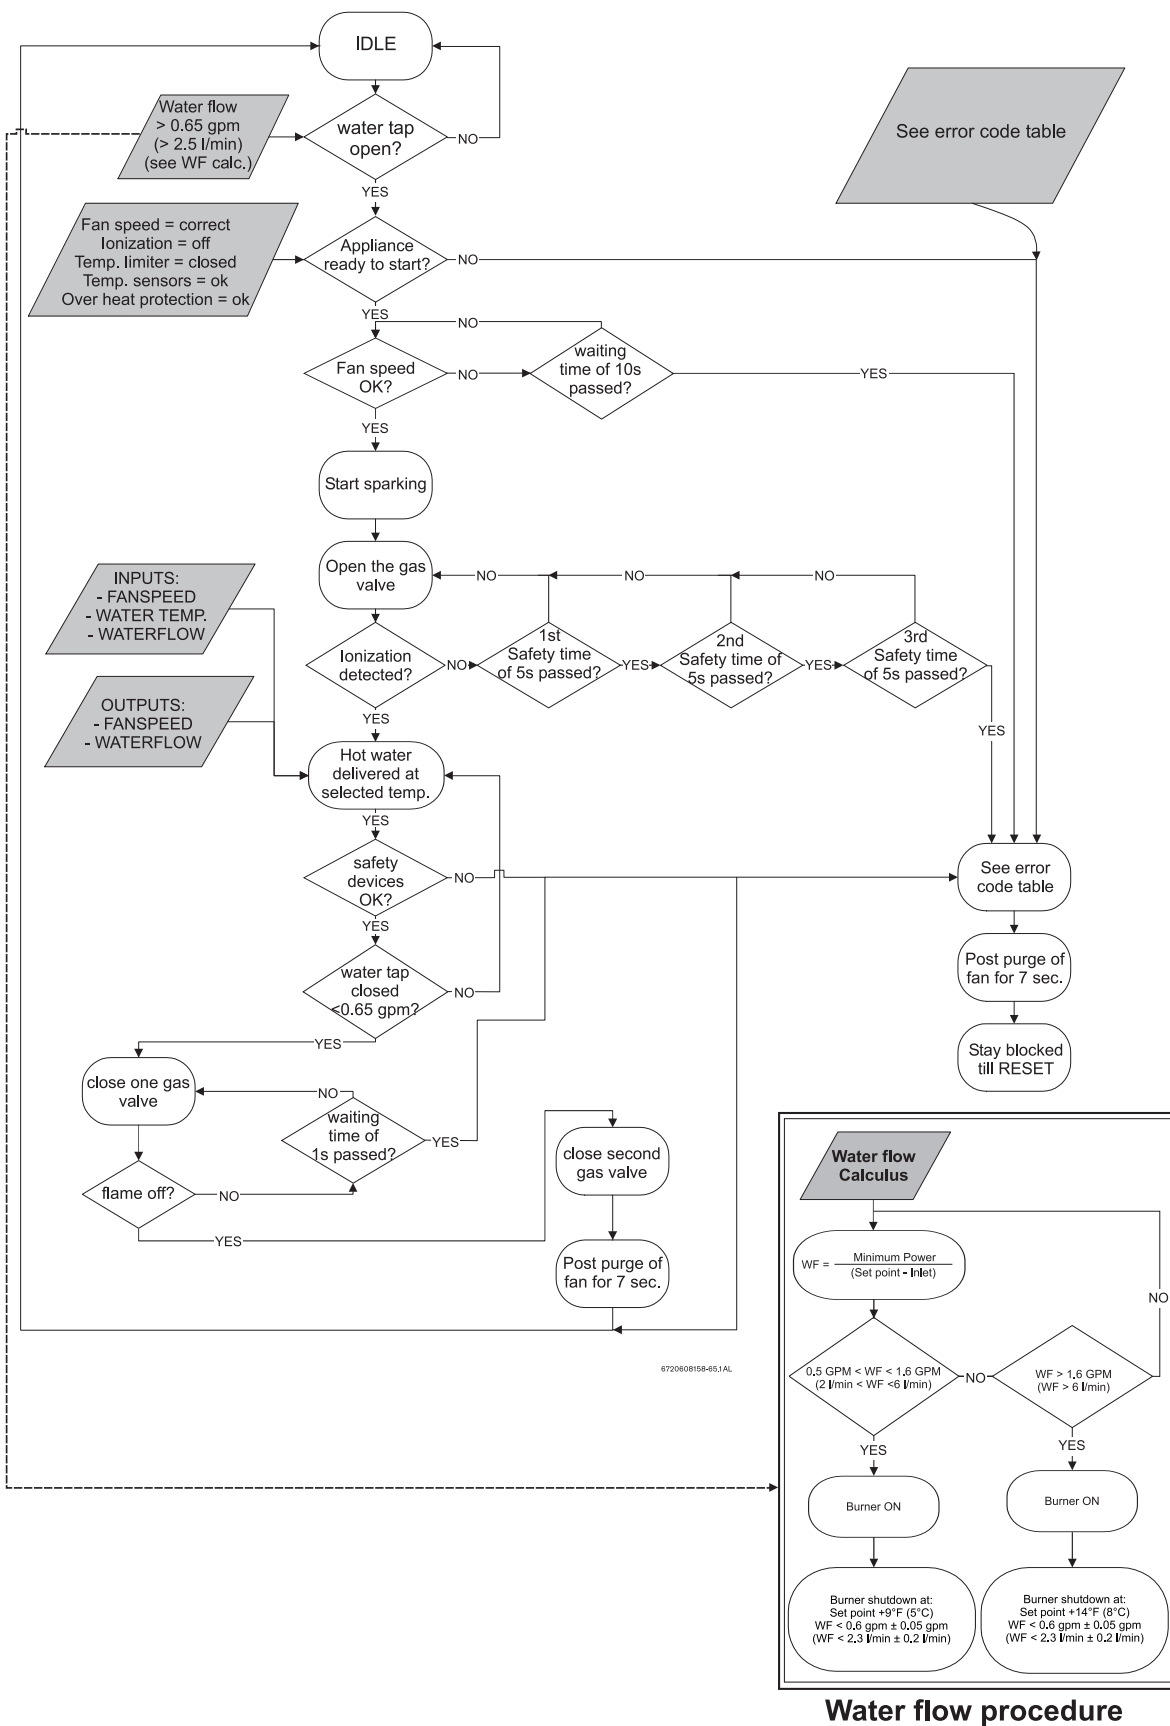 IDLE
Water flow
> 0.65 gpm
(> 2.5 l/min)
(see WF calc.)
water tap
open?
NO
YES
See error code table
Fan speed = correct
Ionization = off
Temp. limiter = closed
Temp. sensors = ok
Over heat protection = ok
Appliance
ready to start?
NO
YES
NO
Fan speed
OK?
NO
waiting
time of 10s
passed?
YES
YES
Start sparking
Open the gas
valve
NO
NO
NO
INPUTS:
- FANSPEED
- WATER TEMP.
- WATERFLOW
Ionization
detected?
NO
1st
Safety time
of 5s passed?
YES
2nd
Safety time of
5s passed?
YES
3rd
Safety time
of 5s passed?
YES
YES
OUTPUTS:
- FANSPEED
- WATERFLOW
Hot water
delivered at
selected temp.
YES
safety
devices
OK?
NO
See error
code table
YES
water tap
closed
<0.65 gpm?
NO
Post purge of
fan for 7 sec.
YES
Stay blocked
till RESET
close one gas
valve
NO
waiting
time of
1s passed?
YES
close second
gas valve
flame off?
NO
YES
Post purge of
fan for 7 sec.
6720608158-65.1AL
Water flow
Calculus
WF = Minimum Power
(Set point - Inlet)
NO
0.5 GPM < WF < 1.6 GPM
(2 l/min < WF <6 l/min)
NO
WF > 1.6 GPM
(WF > 6 l/min)
YES
YES
Burner ON
Burner ON
Burner shutdown at:
Set point +9°F (5°C)
WF < 0.6 gpm ± 0.05 gpm
(WF < 2.3 l/min ± 0.2 l/min)
Burner shutdown at:
Set point +14°F (8°C)
WF < 0.6 gpm ± 0.05 gpm
(WF < 2.3 l/min ± 0.2 l/min)
Water flow procedure